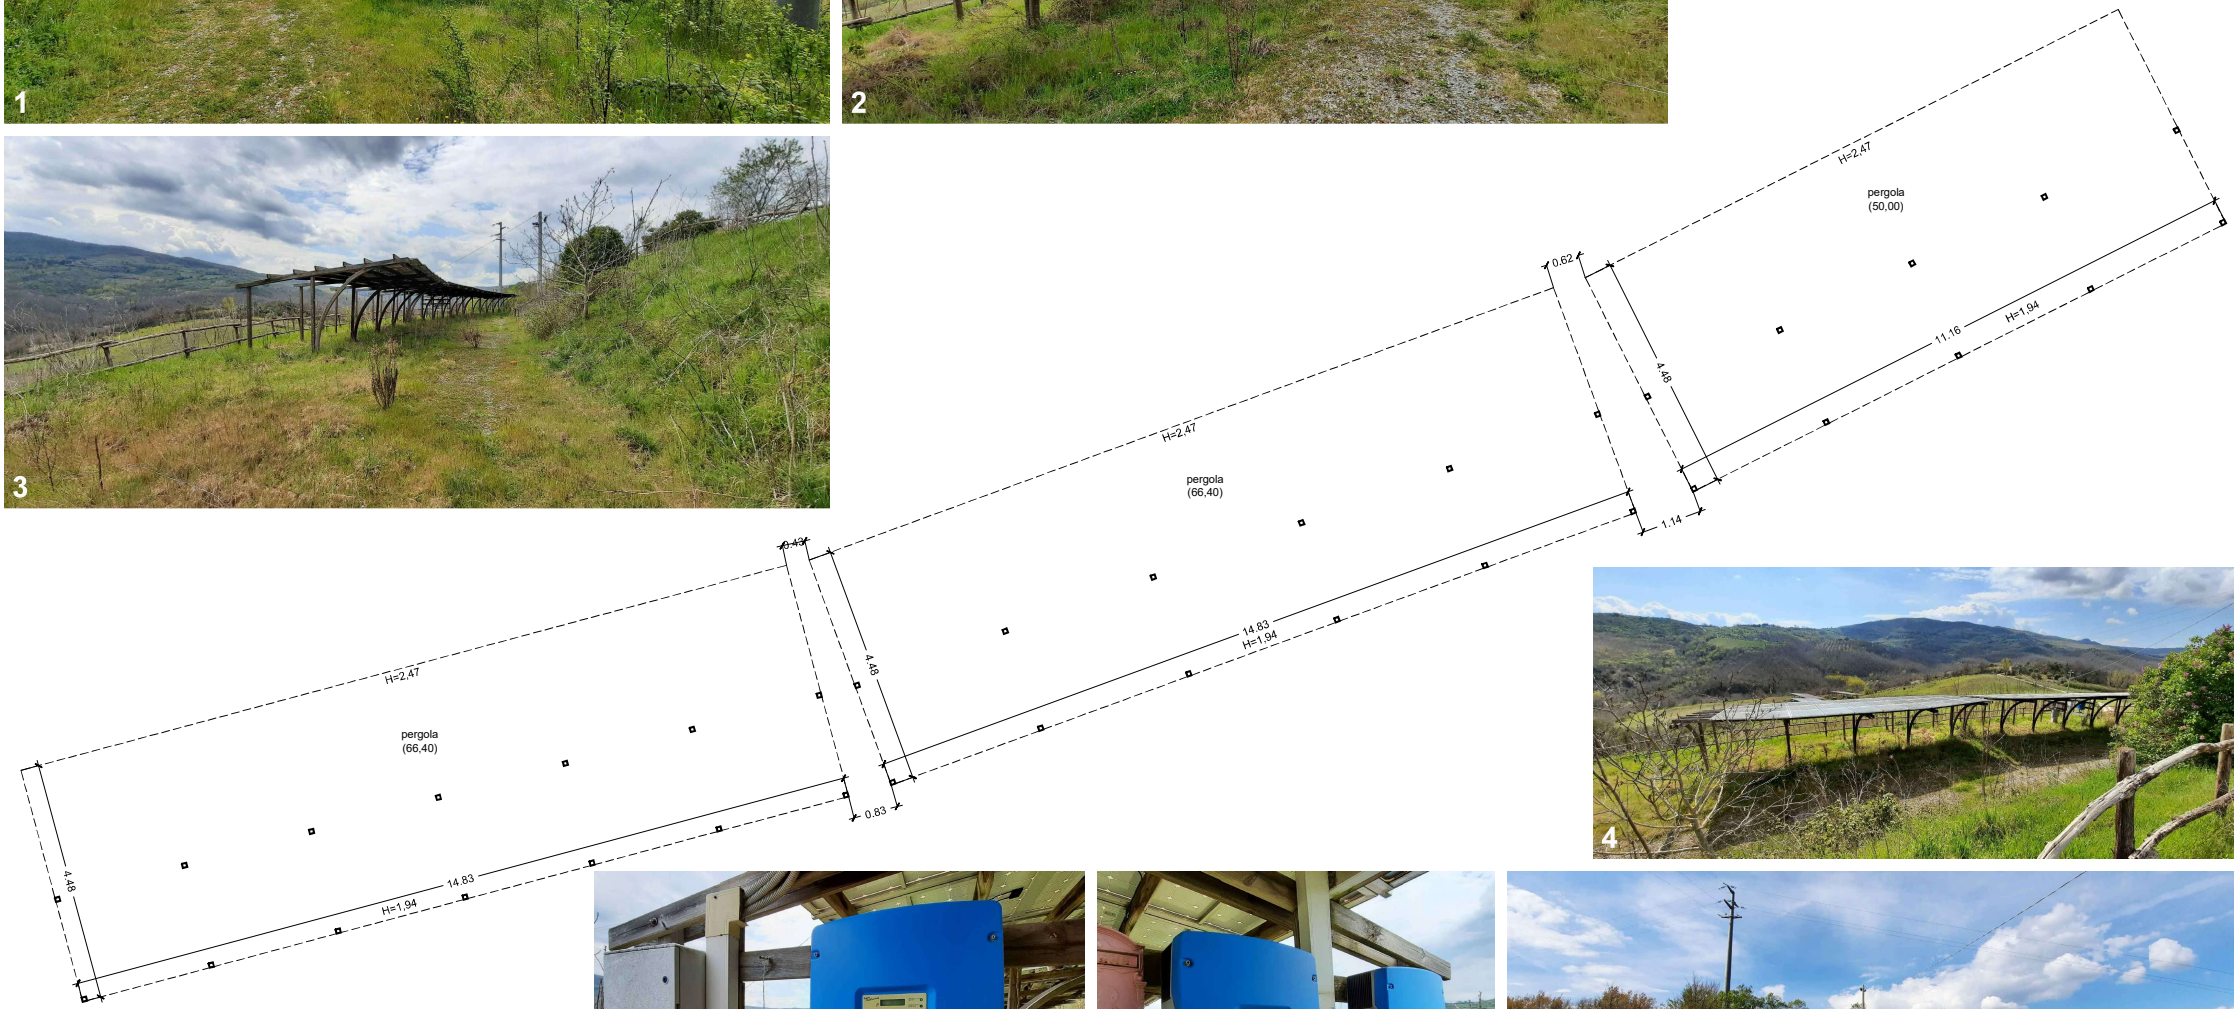 1
2
H=2,47
pergola
(50,00)
0.62
4.48
11.16
H=1,94
3
H=2,47
pergola
(66,40)
1.14
0.43
4.48
14.83
H=1,94
H=2,47
pergola
(66,40)
0.83
4
4.48
14.83
H=1,94